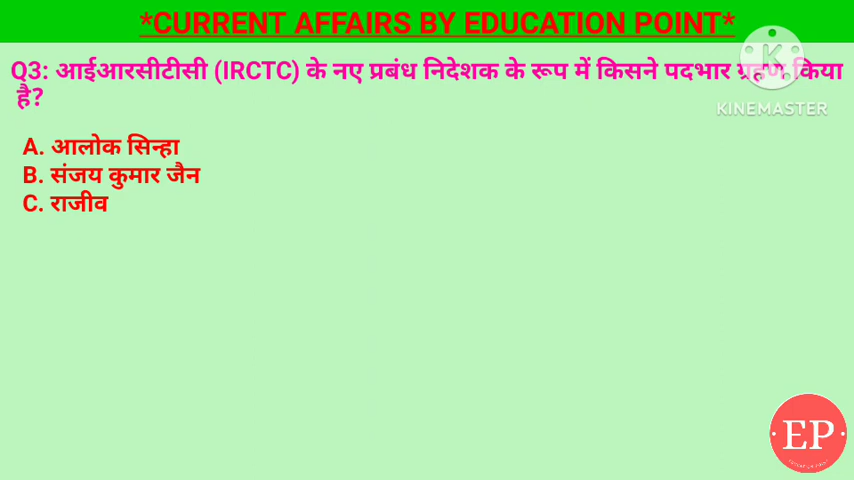 *CURRENT AFFAIRS BY EDUCATION POINT*
Q3: आईआरसीटीसी (IRCTC) के नए प्रबंध निदेशक के रूप में किसने पदभार ग्रहण किया
है?
A. आलोक सिन्हा
B. संजय कुमार जैन
C. राजीव
KINEMASTER
EP